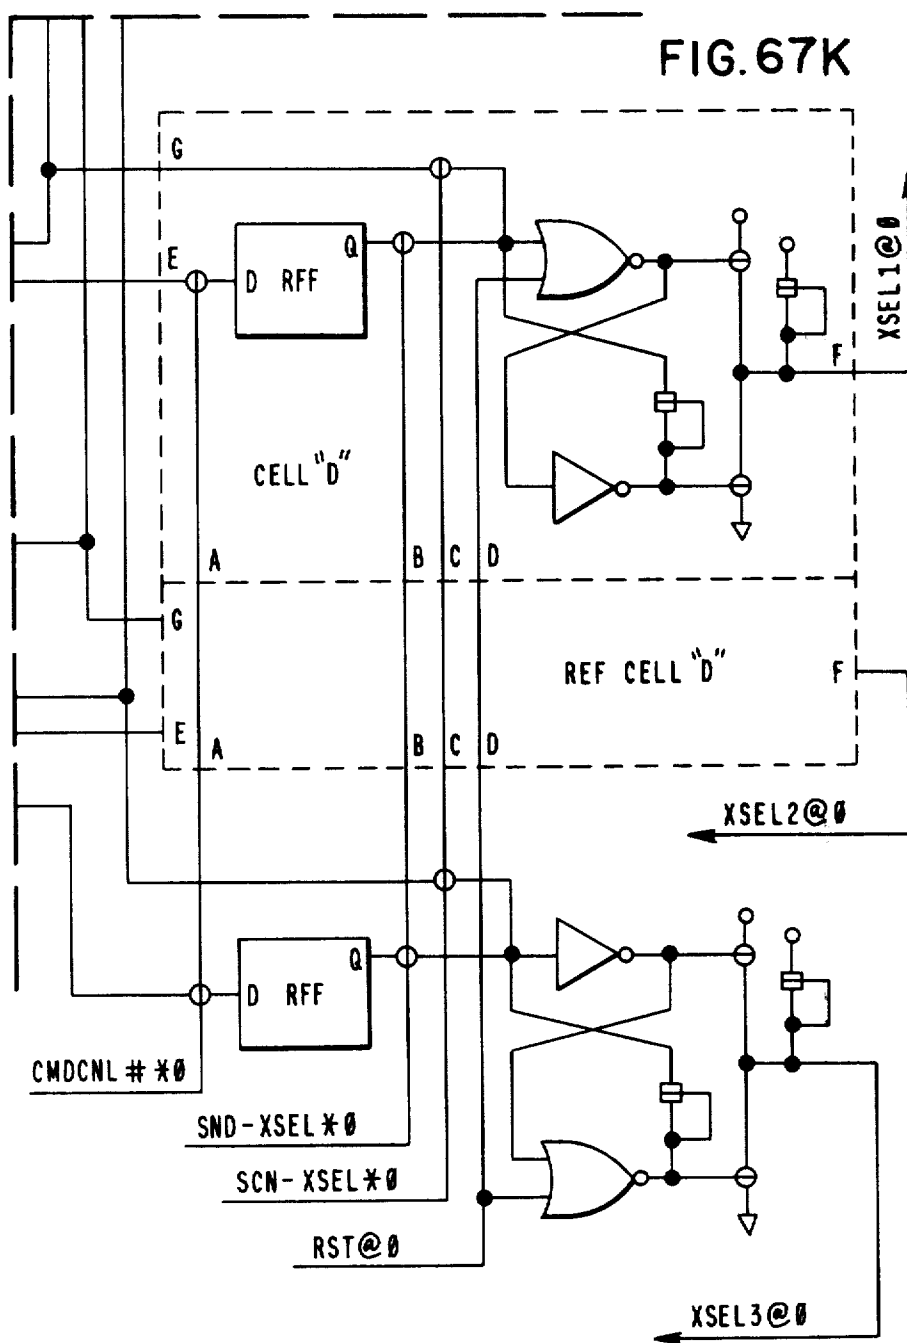 FIG. 67K
G
XSEL1@0
E
D RFF Q
F
CELL "D"
A B C D
G
REF CELL "D" F
E
A B C D
XSEL2@0
D RFF Q
CMDCNL # *0
SND-XSEL*0
SCN-XSEL*0
RST@0
XSEL3@0